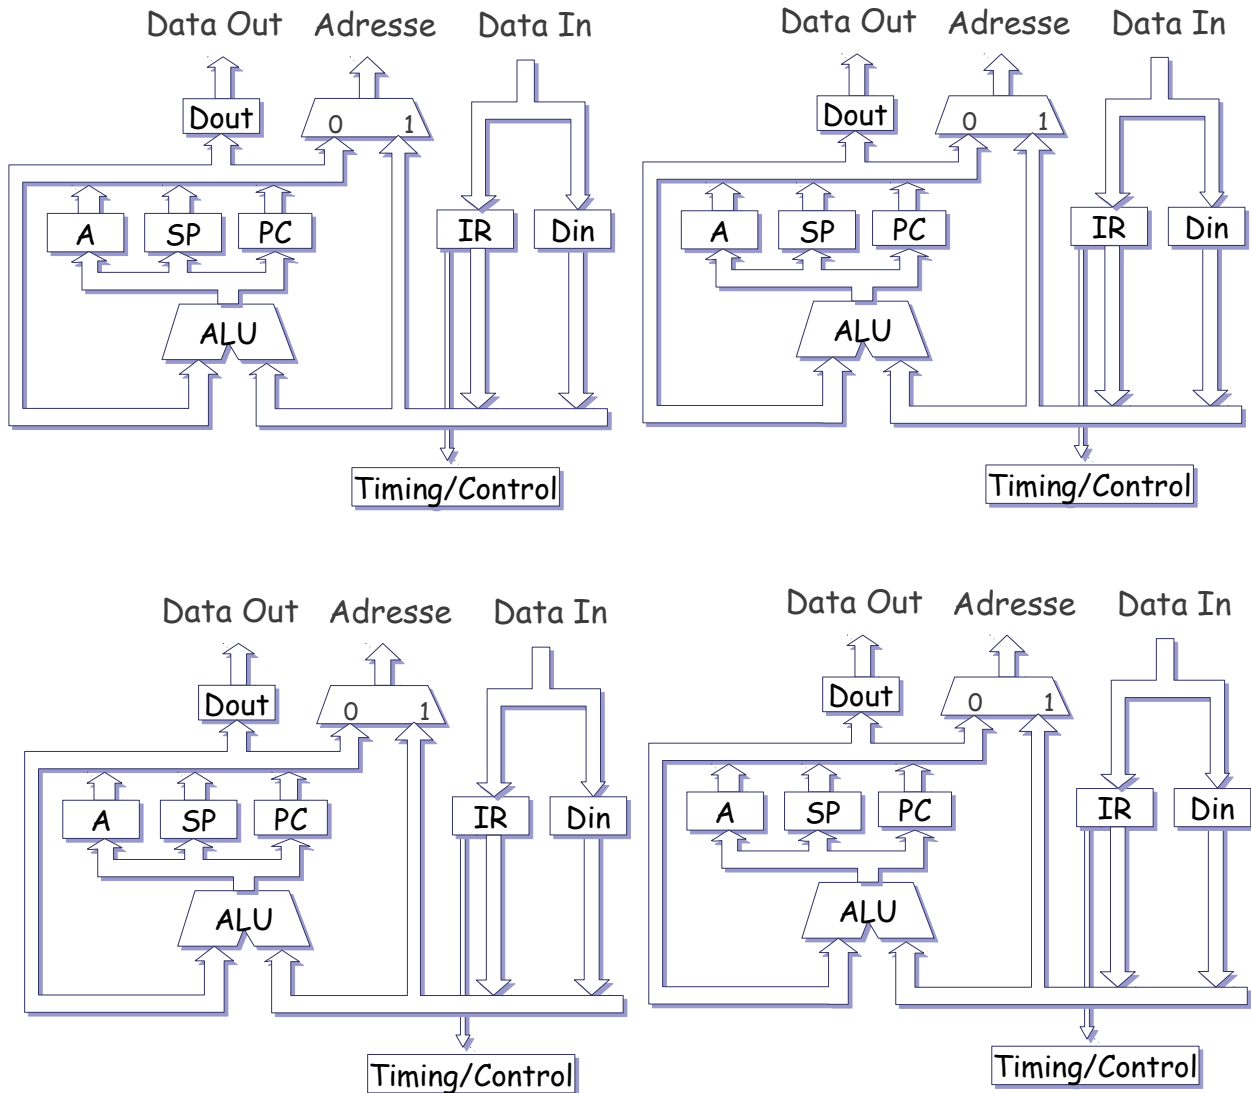 Data Out Adresse Data In
Dout 0 1
A SP PC IR Din
ALU
Timing/Control
Data Out Adresse Data In
Dout 0 1
A SP PC IR Din
ALU
Timing/Control
Data Out Adresse Data In
Dout 0 1
A SP PC IR Din
ALU
Timing/Control
Data Out Adresse Data In
Dout 0 1
A SP PC IR Din
ALU
Timing/Control